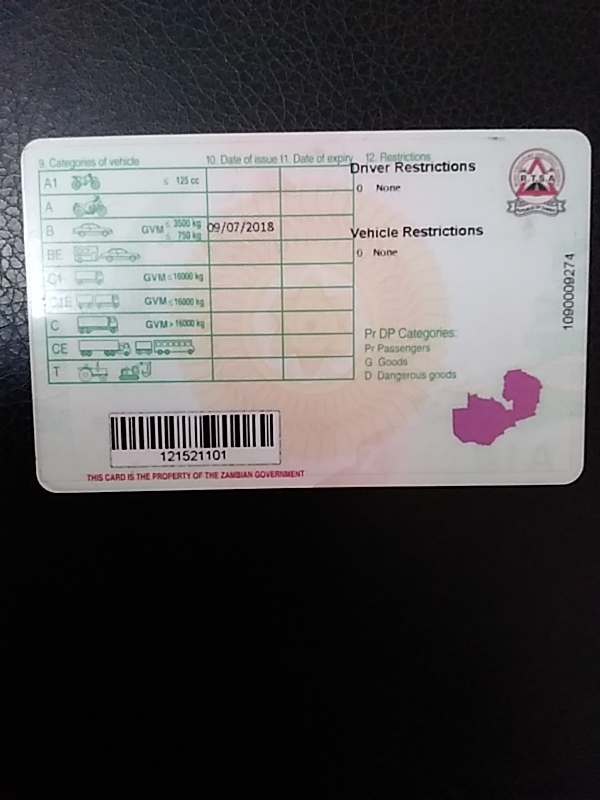 9. Categories of vehicle 10. Date of issue 11. Date of expiry 12. Restrictions
A1 ≤ 125 cc
A
B GVM ≤ 3500 kg ≤ 750 kg 09/07/2018
BE
C1 GVM ≤ 16000 kg
C1E GVM ≤ 16000 kg
C GVM > 16000 kg
CE
T
Driver Restrictions
0 None
Vehicle Restrictions
0 None
Pr DP Categories:
Pr Passengers
G Goods
D Dangerous goods
R.T.S.A
1090009274
121521101
THIS CARD IS THE PROPERTY OF THE ZAMBIAN GOVERNMENT